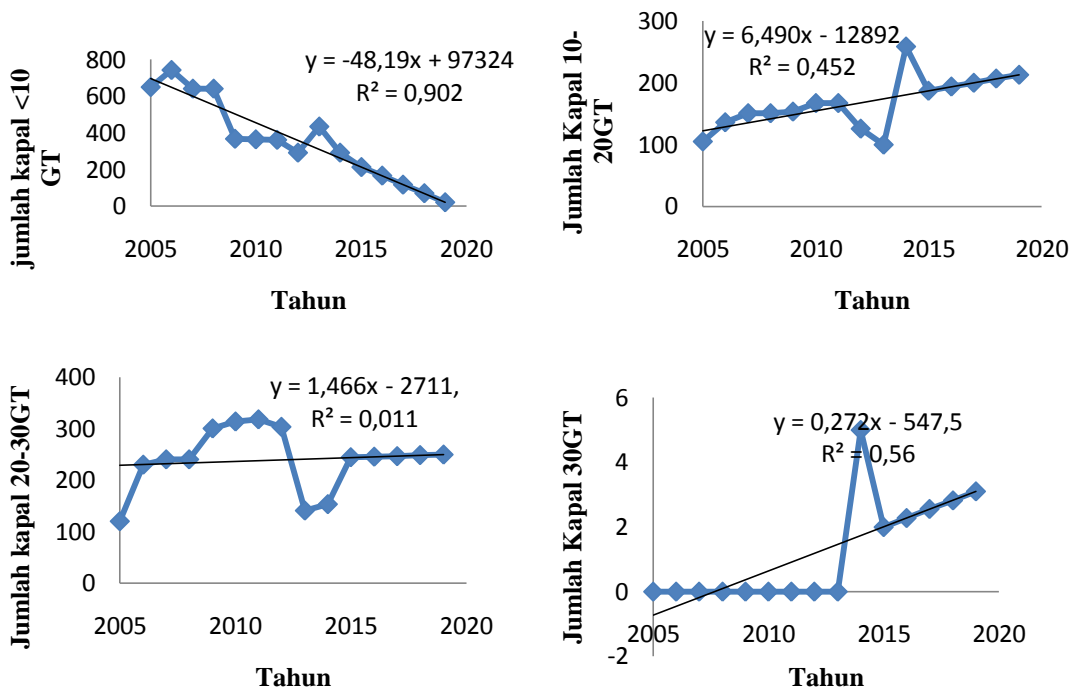 jumlah kapal <10
GT
800
600
400
200
0
y = -48,19x + 97324
R² = 0,902
2005 2010 2015 2020
Tahun
Jumlah Kapal 10-
20GT
300
200
100
0
y = 6,490x - 12892
R² = 0,452
2005 2010 2015 2020
Tahun
Jumlah kapal 20-30GT
400
300
200
100
0
y = 1,466x - 2711,
R² = 0,011
2005 2010 2015 2020
Tahun
Jumlah Kapal 30GT
6
4
2
0
-2
y = 0,272x - 547,5
R² = 0,56
2005 2010 2015 2020
Tahun